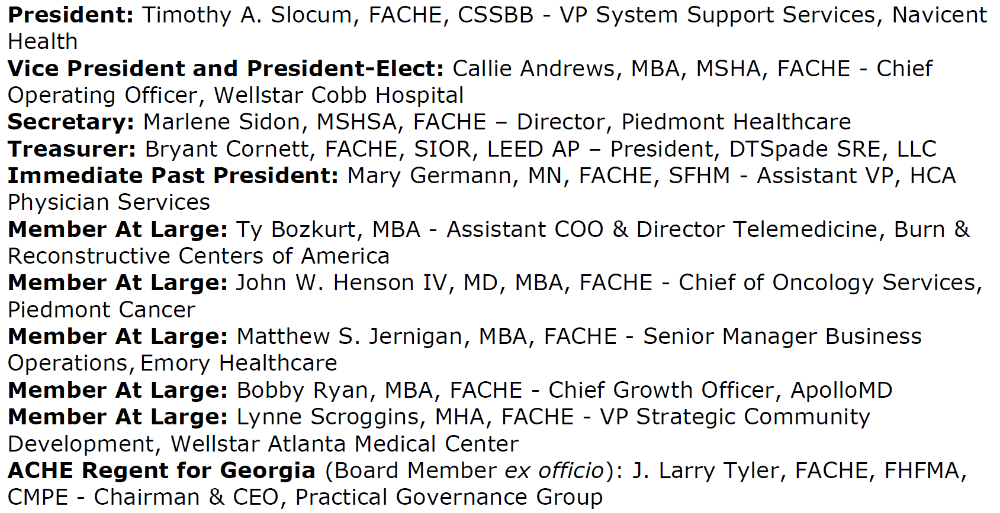 President: Timothy A. Slocum, FACHE, CSSBB - VP System Support Services, Navicent
Health
Vice President and President-Elect: Callie Andrews, MBA, MSHA, FACHE - Chief
Operating Officer, Wellstar Cobb Hospital
Secretary: Marlene Sidon, MSHSA, FACHE – Director, Piedmont Healthcare
Treasurer: Bryant Cornett, FACHE, SIOR, LEED AP – President, DTSpade SRE, LLC
Immediate Past President: Mary Germann, MN, FACHE, SFHM - Assistant VP, HCA
Physician Services
Member At Large: Ty Bozkurt, MBA - Assistant COO & Director Telemedicine, Burn &
Reconstructive Centers of America
Member At Large: John W. Henson IV, MD, MBA, FACHE - Chief of Oncology Services,
Piedmont Cancer
Member At Large: Matthew S. Jernigan, MBA, FACHE - Senior Manager Business
Operations, Emory Healthcare
Member At Large: Bobby Ryan, MBA, FACHE - Chief Growth Officer, ApolloMD
Member At Large: Lynne Scroggins, MHA, FACHE - VP Strategic Community
Development, Wellstar Atlanta Medical Center
ACHE Regent for Georgia (Board Member ex officio): J. Larry Tyler, FACHE, FHFMA,
CMPE - Chairman & CEO, Practical Governance Group